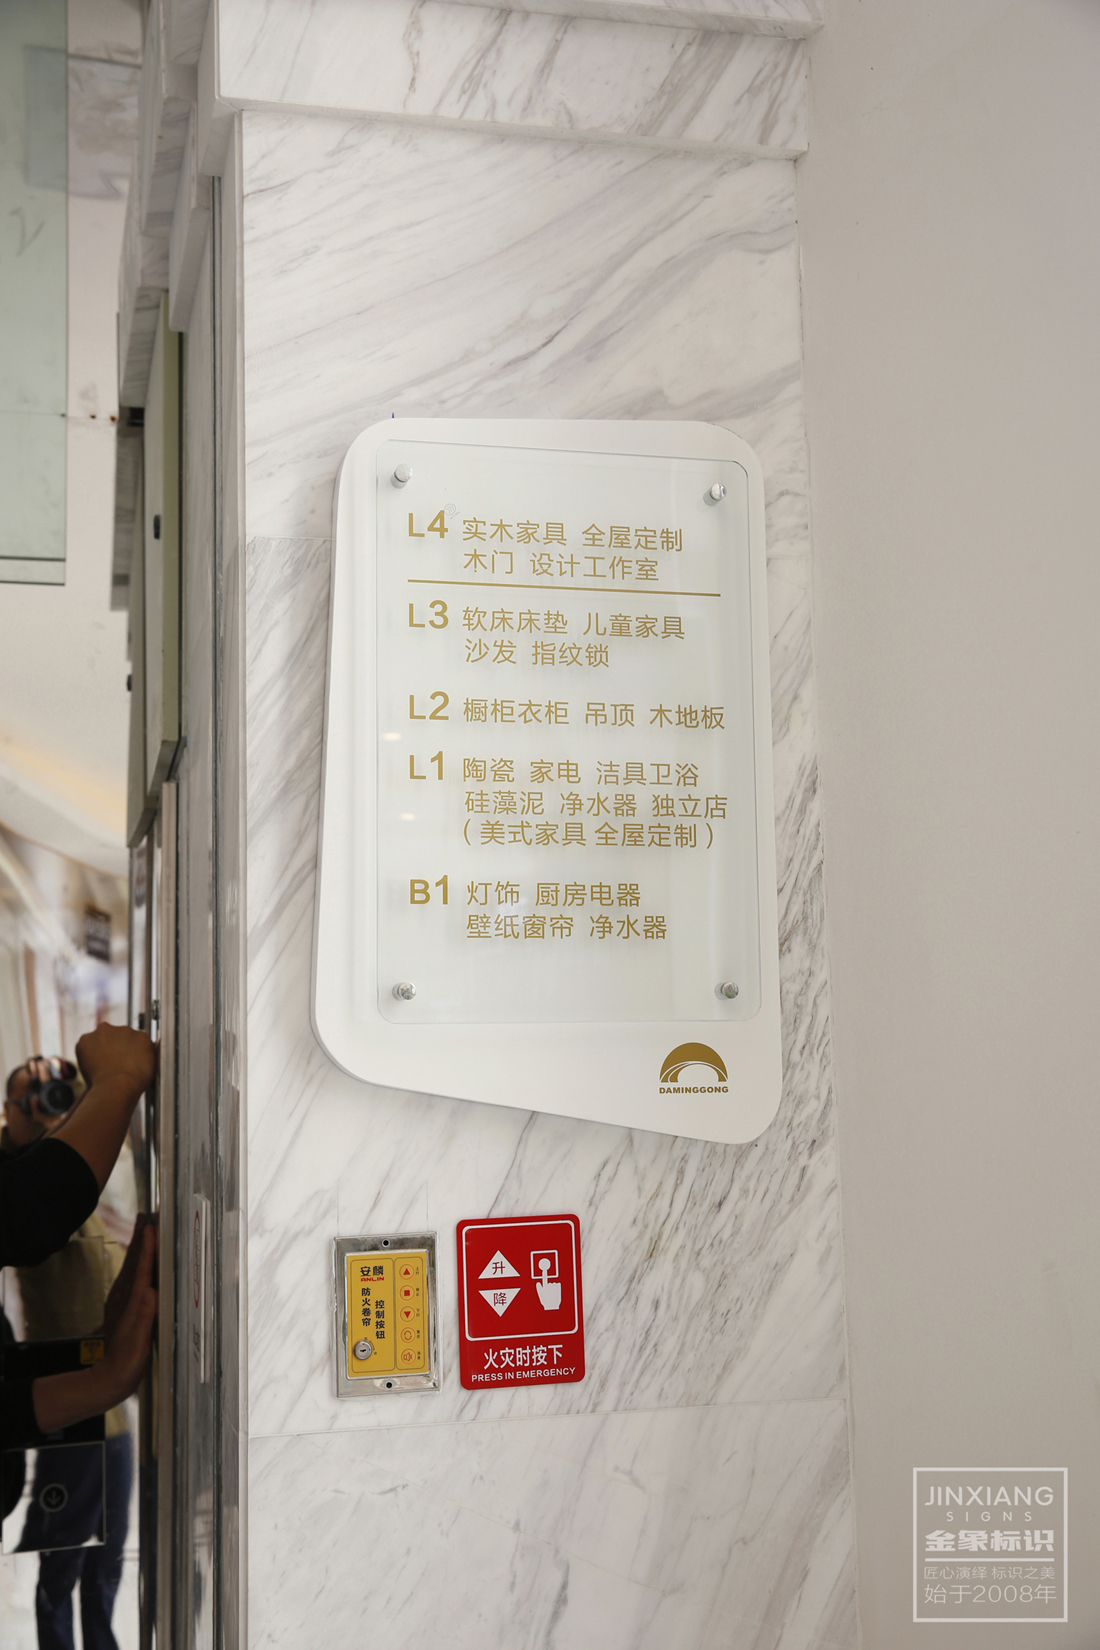 L4 实木家具 全屋定制
木门 设计工作室
L3 软床床垫 儿童家具
沙发 指纹锁
L2 橱柜衣柜 吊顶 木地板
L1 陶瓷 家电 洁具卫浴
硅藻泥 净水器 独立店
（美式家具 全屋定制）
B1 灯饰 厨房电器
壁纸窗帘 净水器
DAMINGGONG
安麟
ANLIN
防火卷帘
控制按钮
升
降
火灾时按下
PRESS IN EMERGENCY
JINXIANG
SIGNS
金象标识
匠心演绎 标识之美
始于2008年